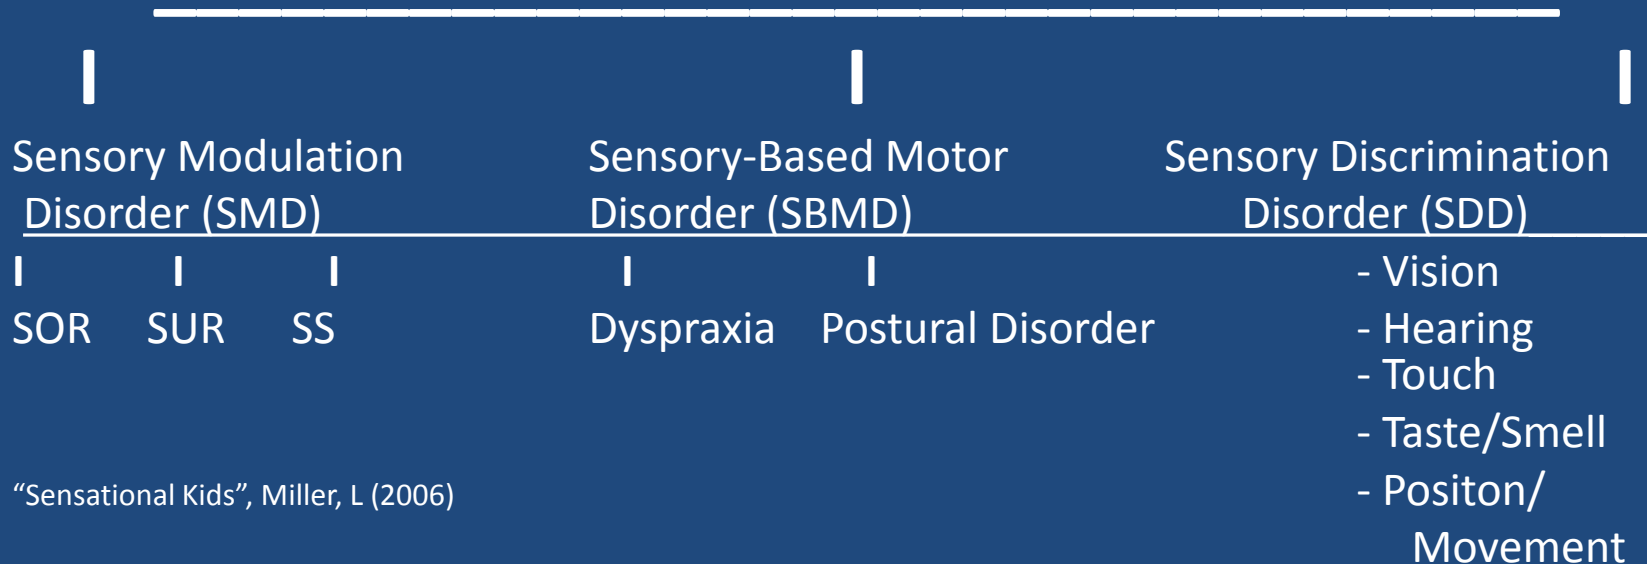 Sensory Modulation Sensory-Based Motor Sensory Discrimination
Disorder (SMD) Disorder (SBMD) Disorder (SDD)
- Vision
SOR SUR SS Dyspraxia Postural Disorder - Hearing
- Touch
- Taste/Smell
“Sensational Kids”, Miller, L (2006) - Positon/
Movement